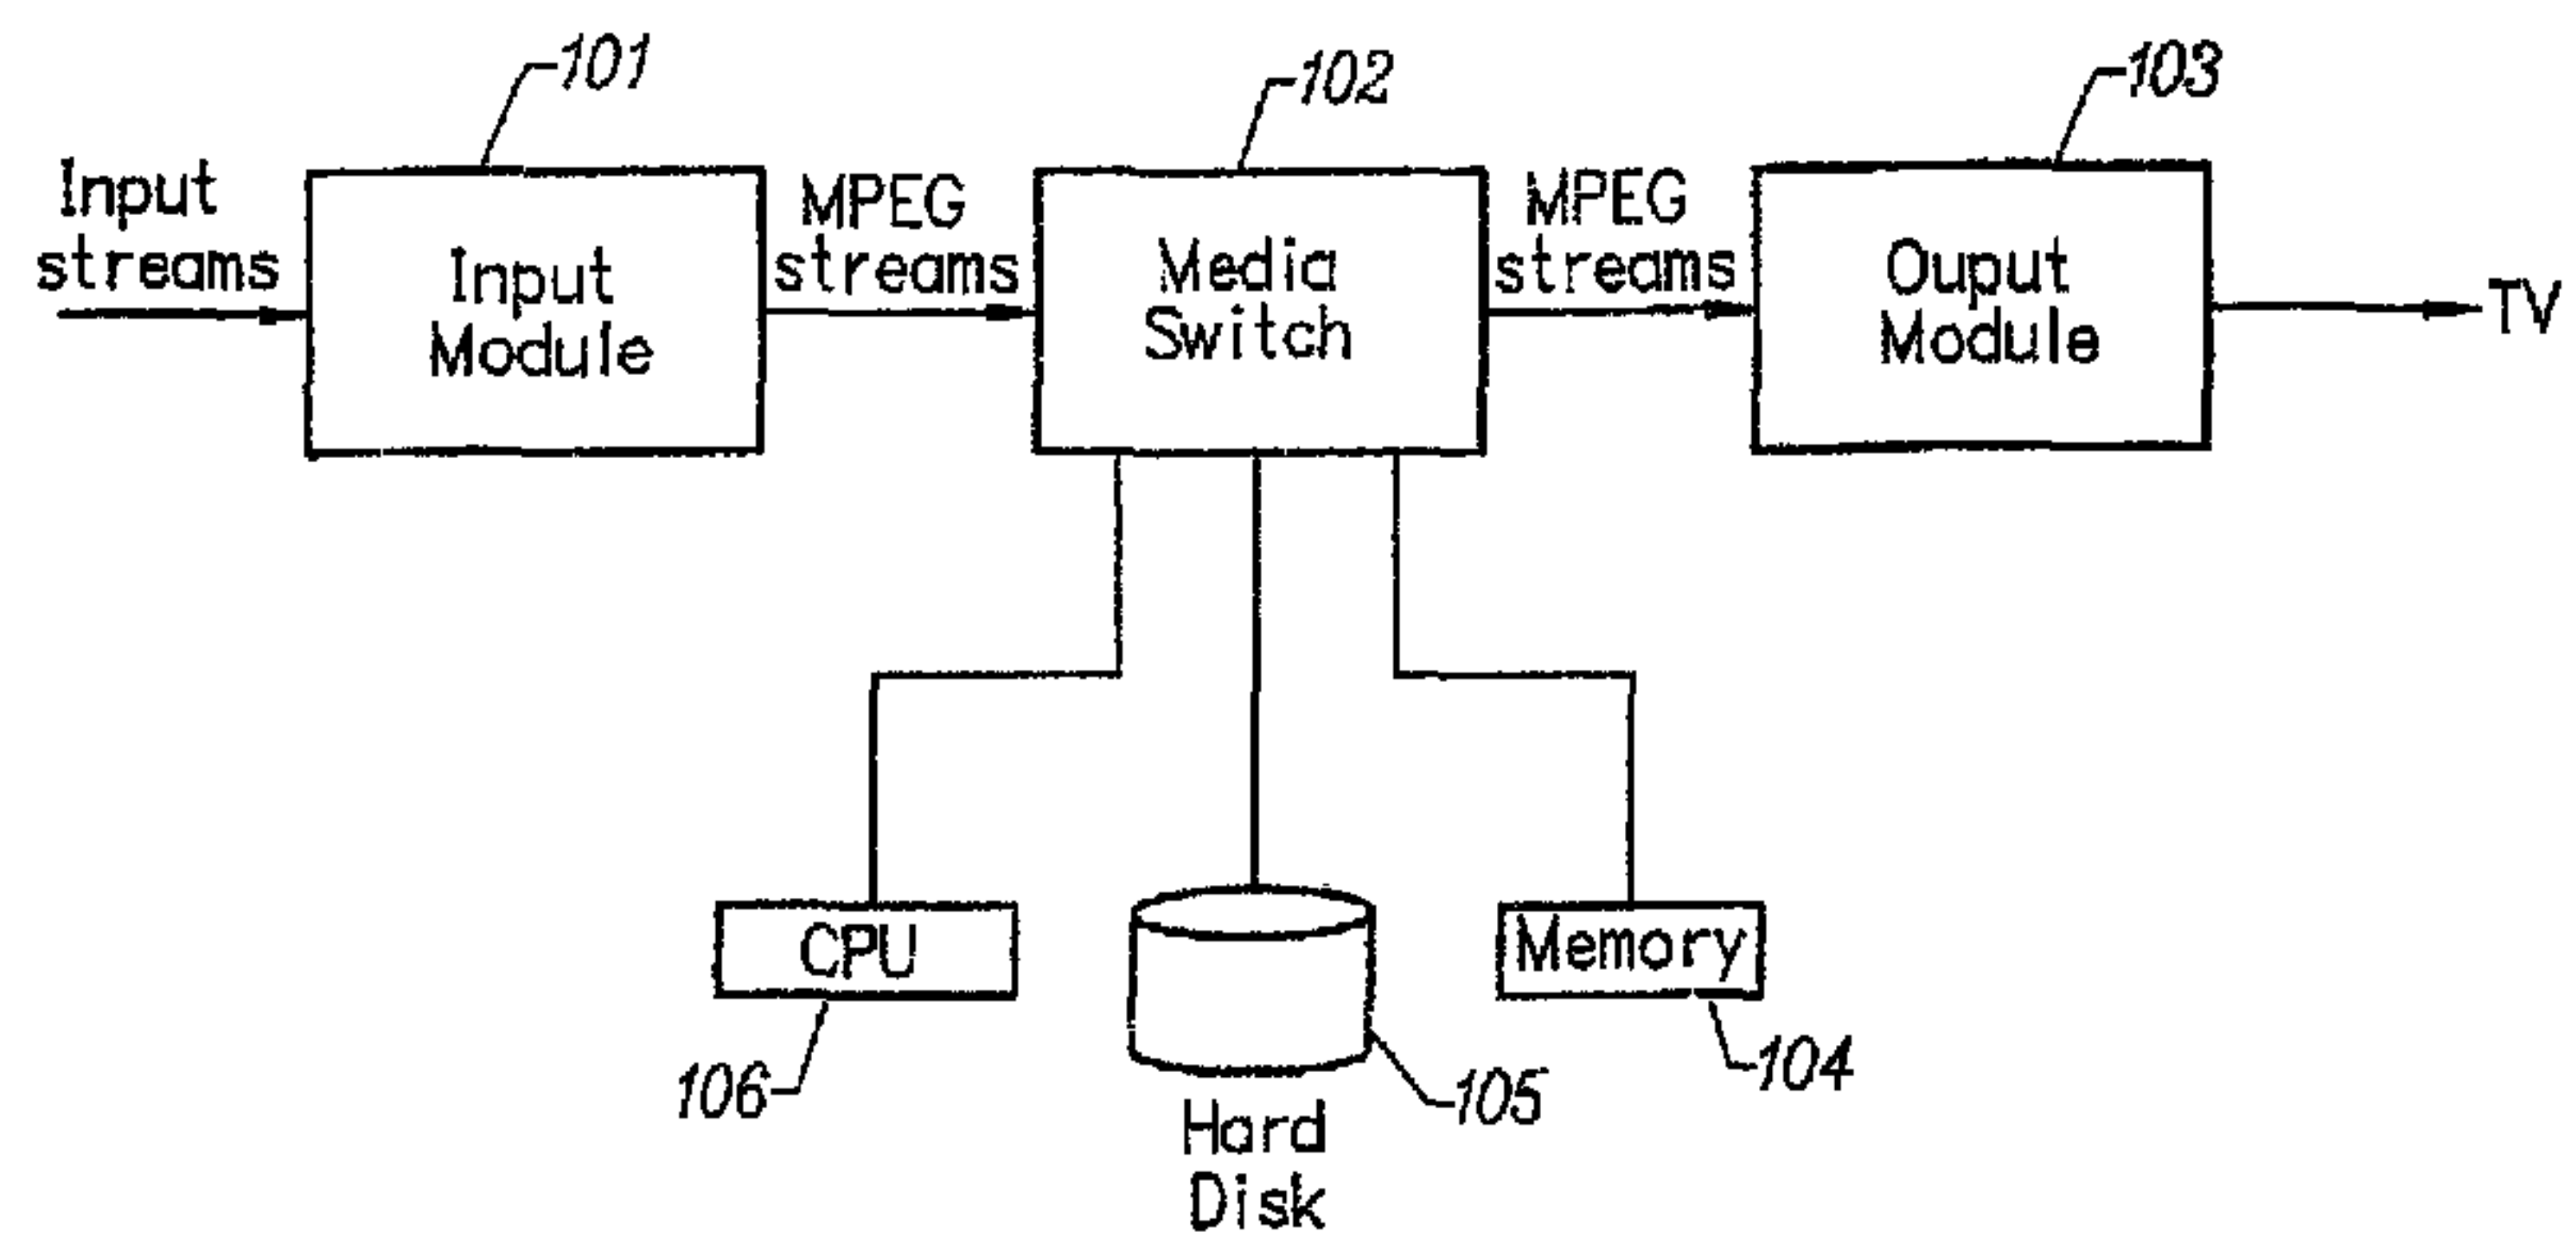 101
102
103
Input
streams
Input
Module
MPEG
streams
Media
Switch
MPEG
streams
Ouput
Module
TV
CPU
Memory
106
105
104
Hard
Disk